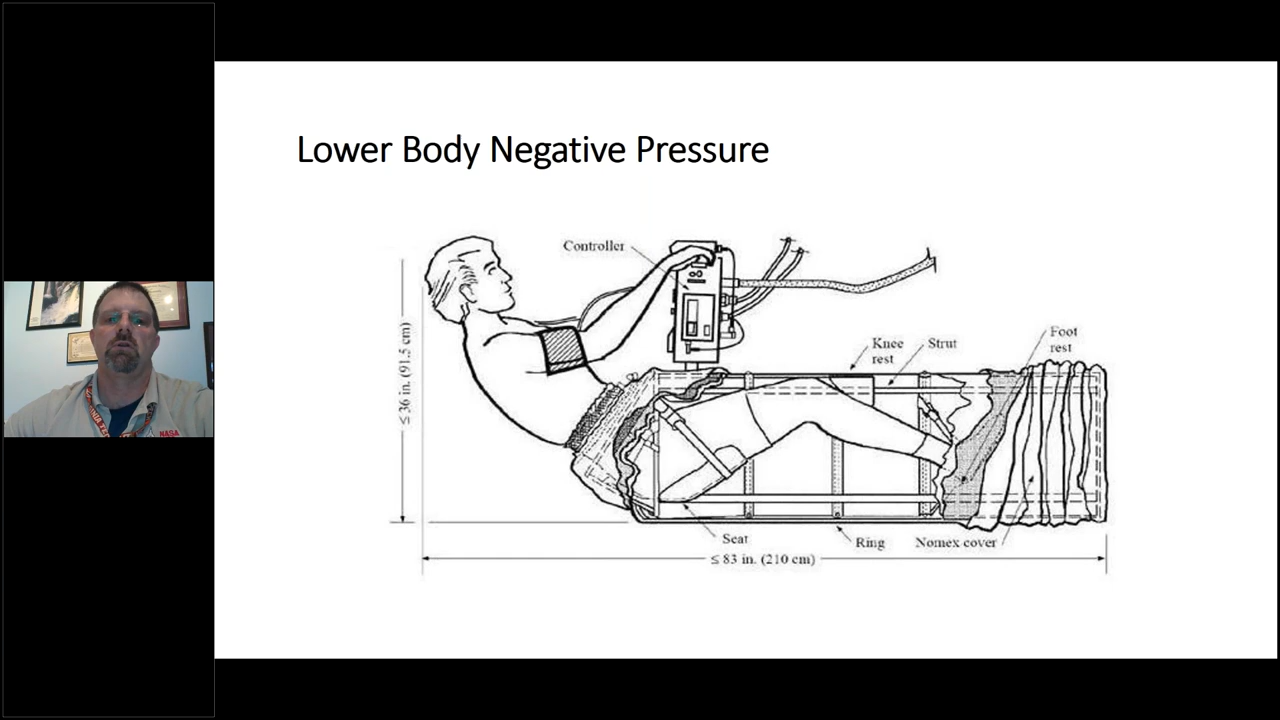 Lower Body Negative Pressure
Controller
Knee
rest
Strut
Foot
rest
≤ 36 in. (91.5 cm)
Seat
Ring
Nomex cover
≤ 83 in. (210 cm)
NASA